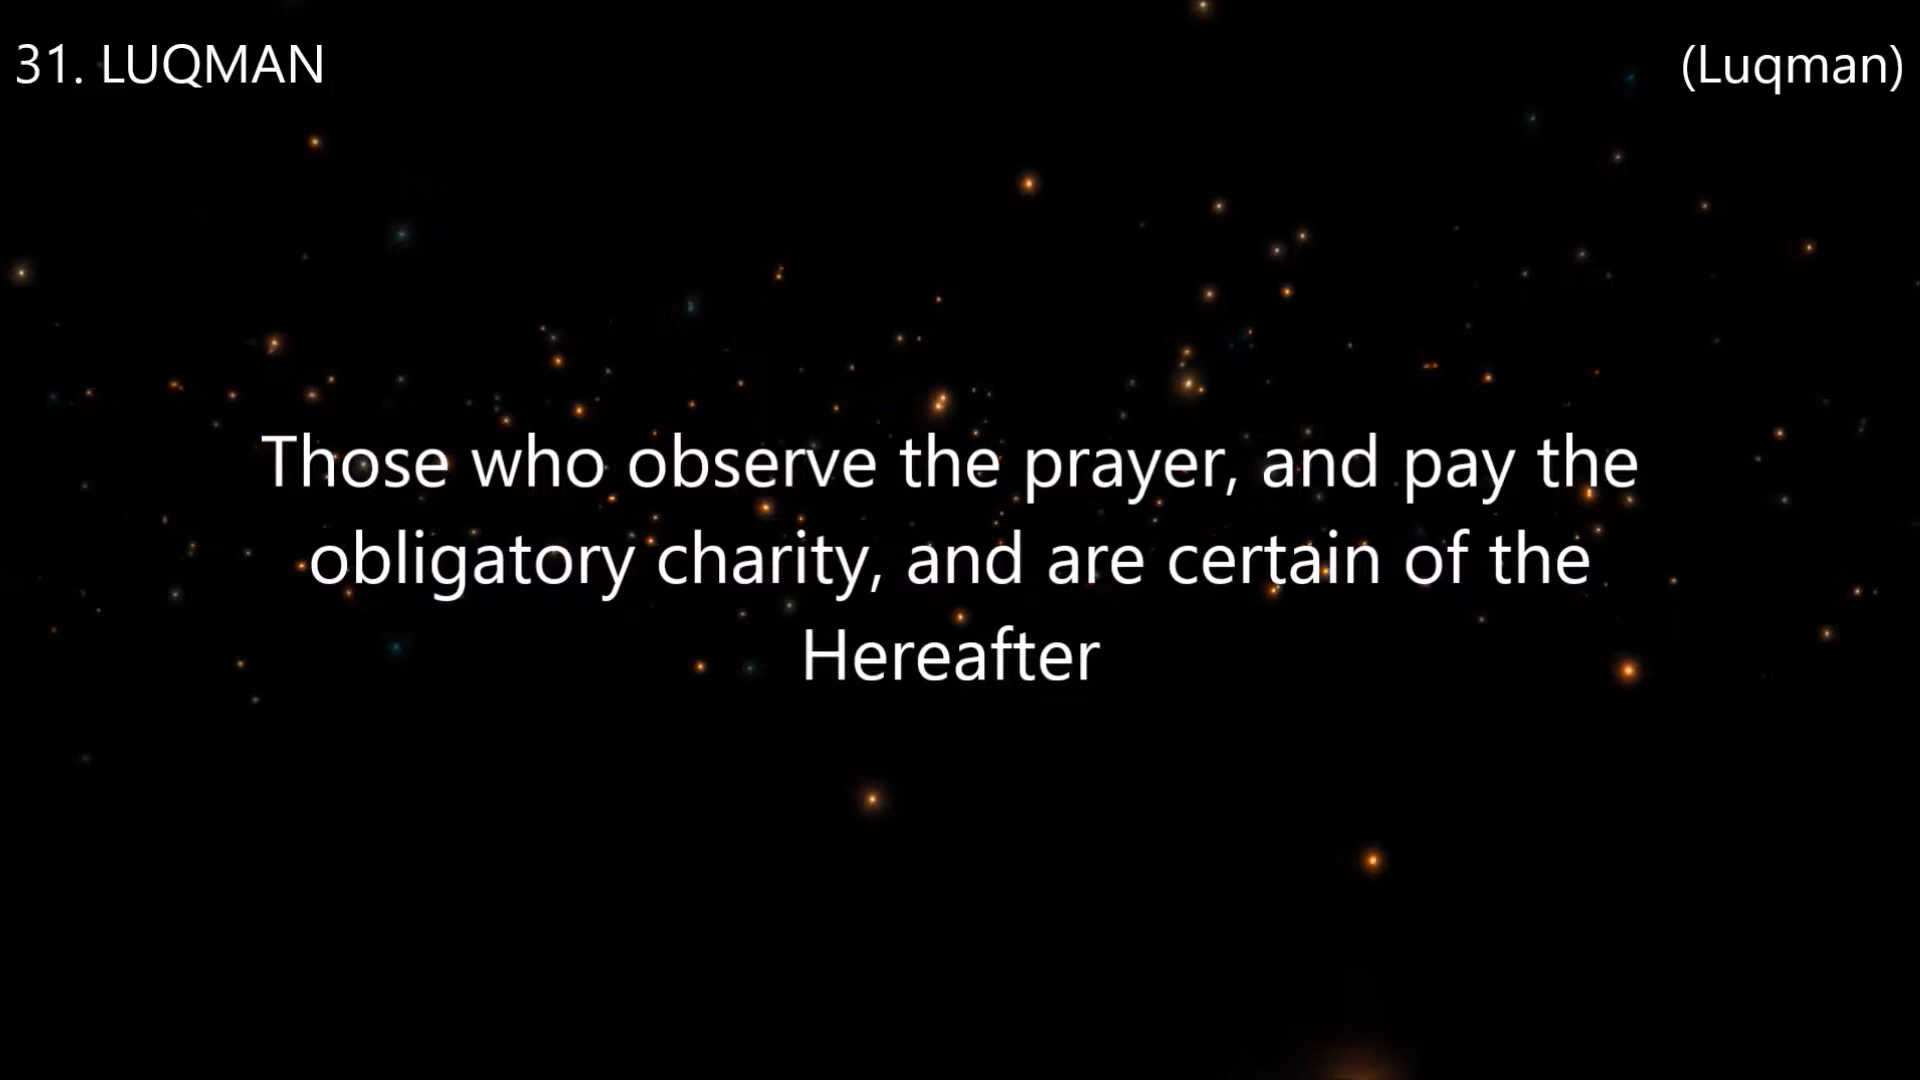 31. LUQMAN
(Luqman)
Those who observe the prayer, and pay the
obligatory charity, and are certain of the
Hereafter